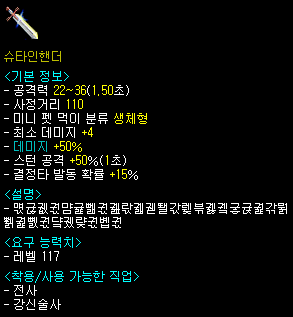 슈타인핸더
<기본 정보>
- 공격력 22~36(1.50초)
- 사정거리 110
- 미니 펫 먹이 분류 생체형
- 최소 데미지 +4
- 데미지 +50%
- 스턴 공격 +50%(1초)
- 결정타 발동 확률 +15%
<설명>
<요구 능력치>
- 레벨 117
<착용/사용 가능한 직업>
- 전사
- 강신술사